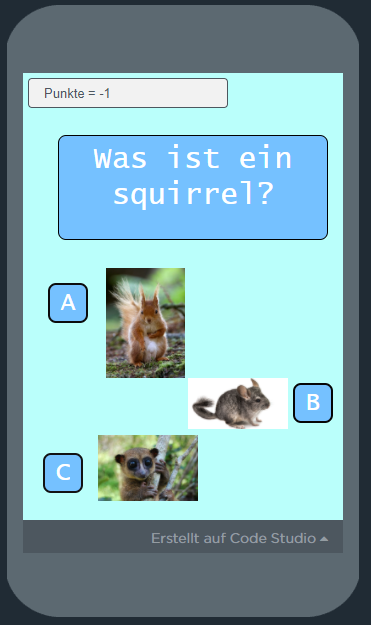 Punkte = -1
Was ist ein
squirrel?
A
B
C
Erstellt auf Code Studio